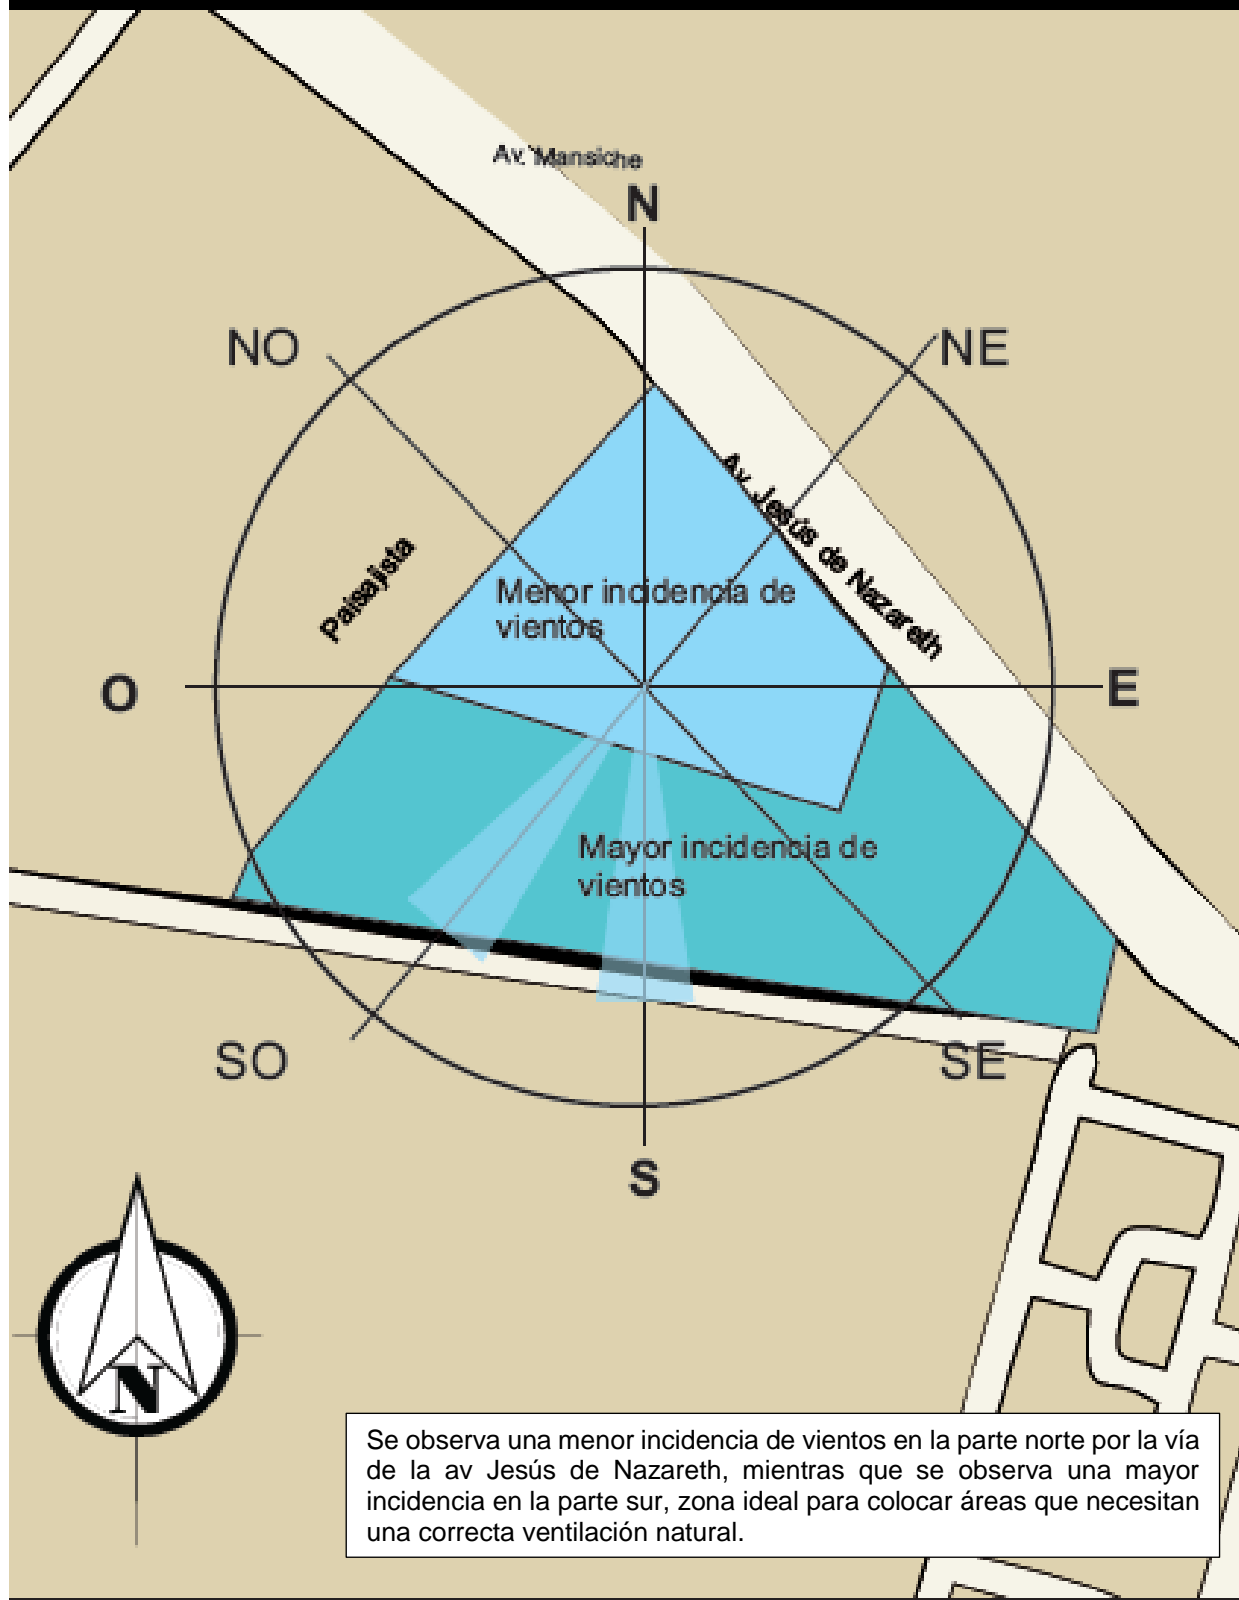 Av. Mansiche
N
NO
NE
Av. Jesús de Nazareth
Paisajista
Menor incidencia de
vientos
O
E
Mayor incidencia de
vientos
SO
SE
S
N
Se observa una menor incidencia de vientos en la parte norte por la vía
de la av Jesús de Nazareth, mientras que se observa una mayor
incidencia en la parte sur, zona ideal para colocar áreas que necesitan
una correcta ventilación natural.